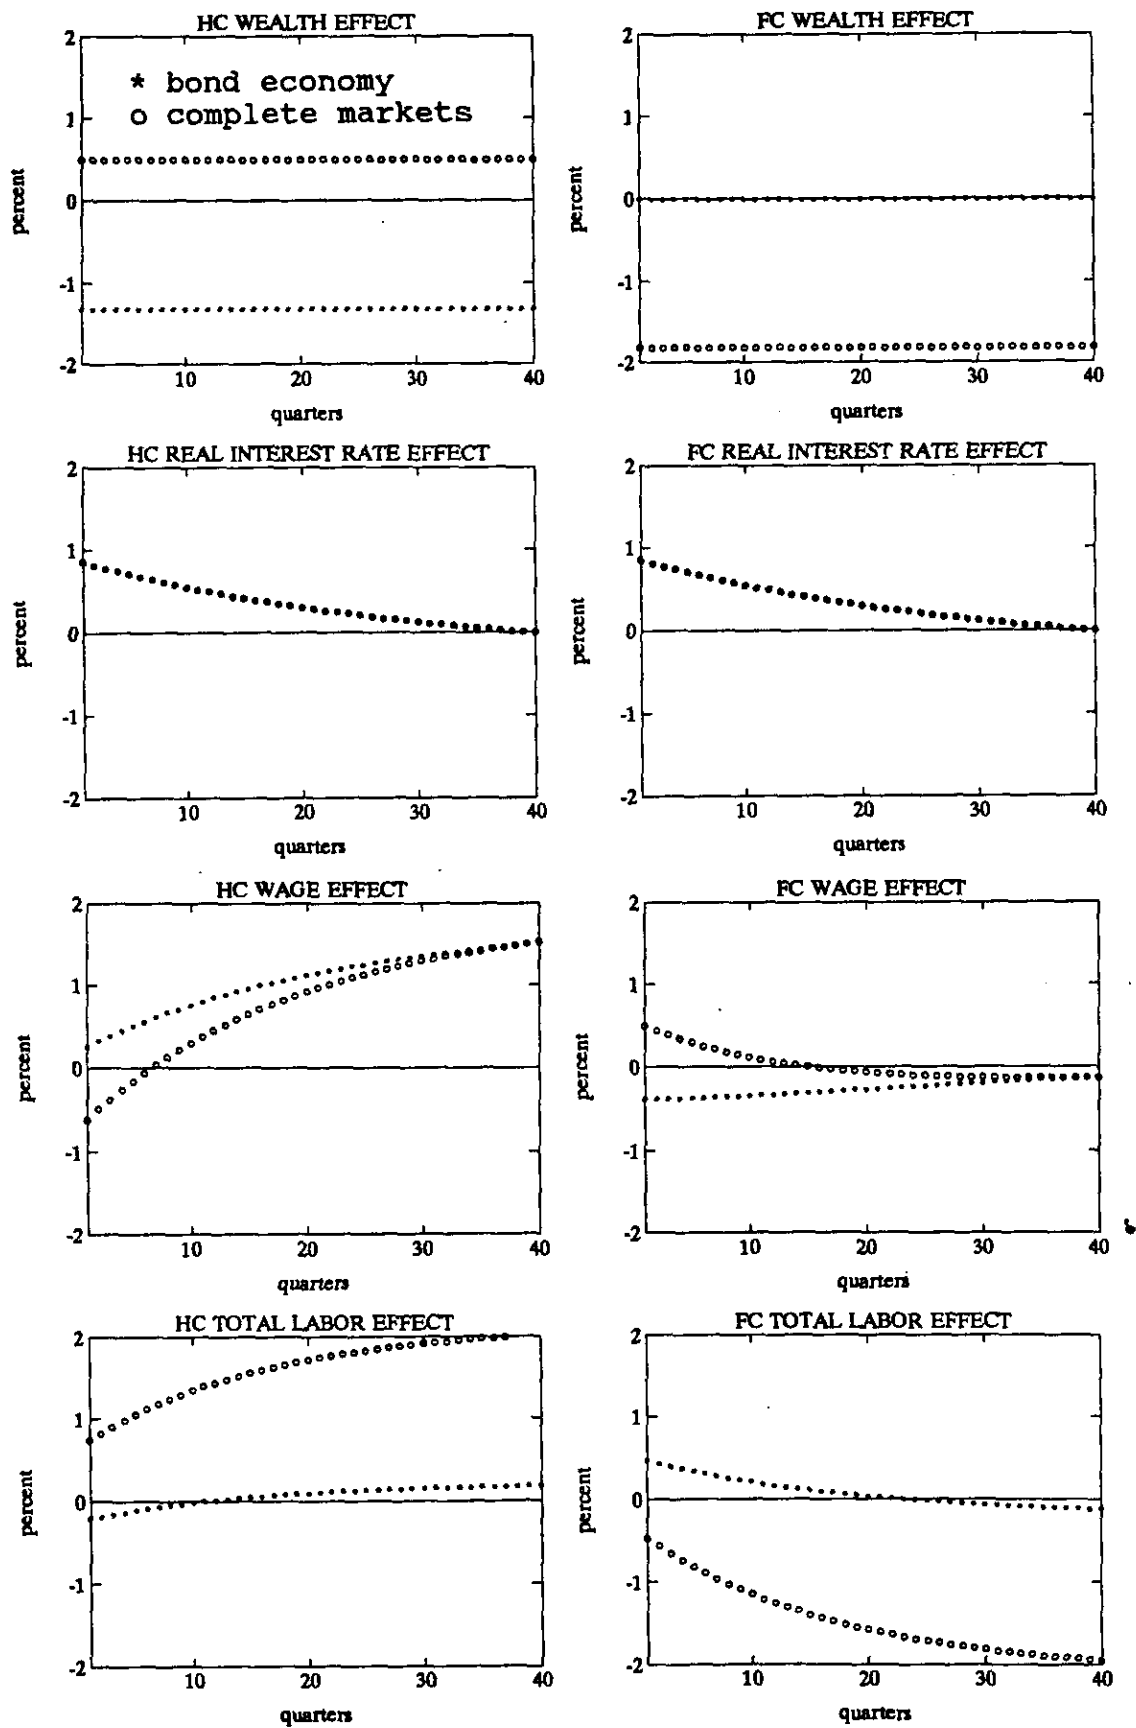 HC WEALTH EFFECT
2
* bond economy
o complete markets
1
0
-1
-2
percent
10 20 30 40
quarters
FC WEALTH EFFECT
2
1
0
-1
-2
percent
10 20 30 40
quarters
HC REAL INTEREST RATE EFFECT
2
1
0
-1
-2
percent
10 20 30 40
quarters
FC REAL INTEREST RATE EFFECT
2
1
0
-1
-2
percent
10 20 30 40
quarters
HC WAGE EFFECT
2
1
0
-1
-2
percent
10 20 30 40
quarters
FC WAGE EFFECT
2
1
0
-1
-2
percent
10 20 30 40
quarters
HC TOTAL LABOR EFFECT
2
1
0
-1
-2
percent
10 20 30 40
quarters
FC TOTAL LABOR EFFECT
2
1
0
-1
-2
percent
10 20 30 40
quarters